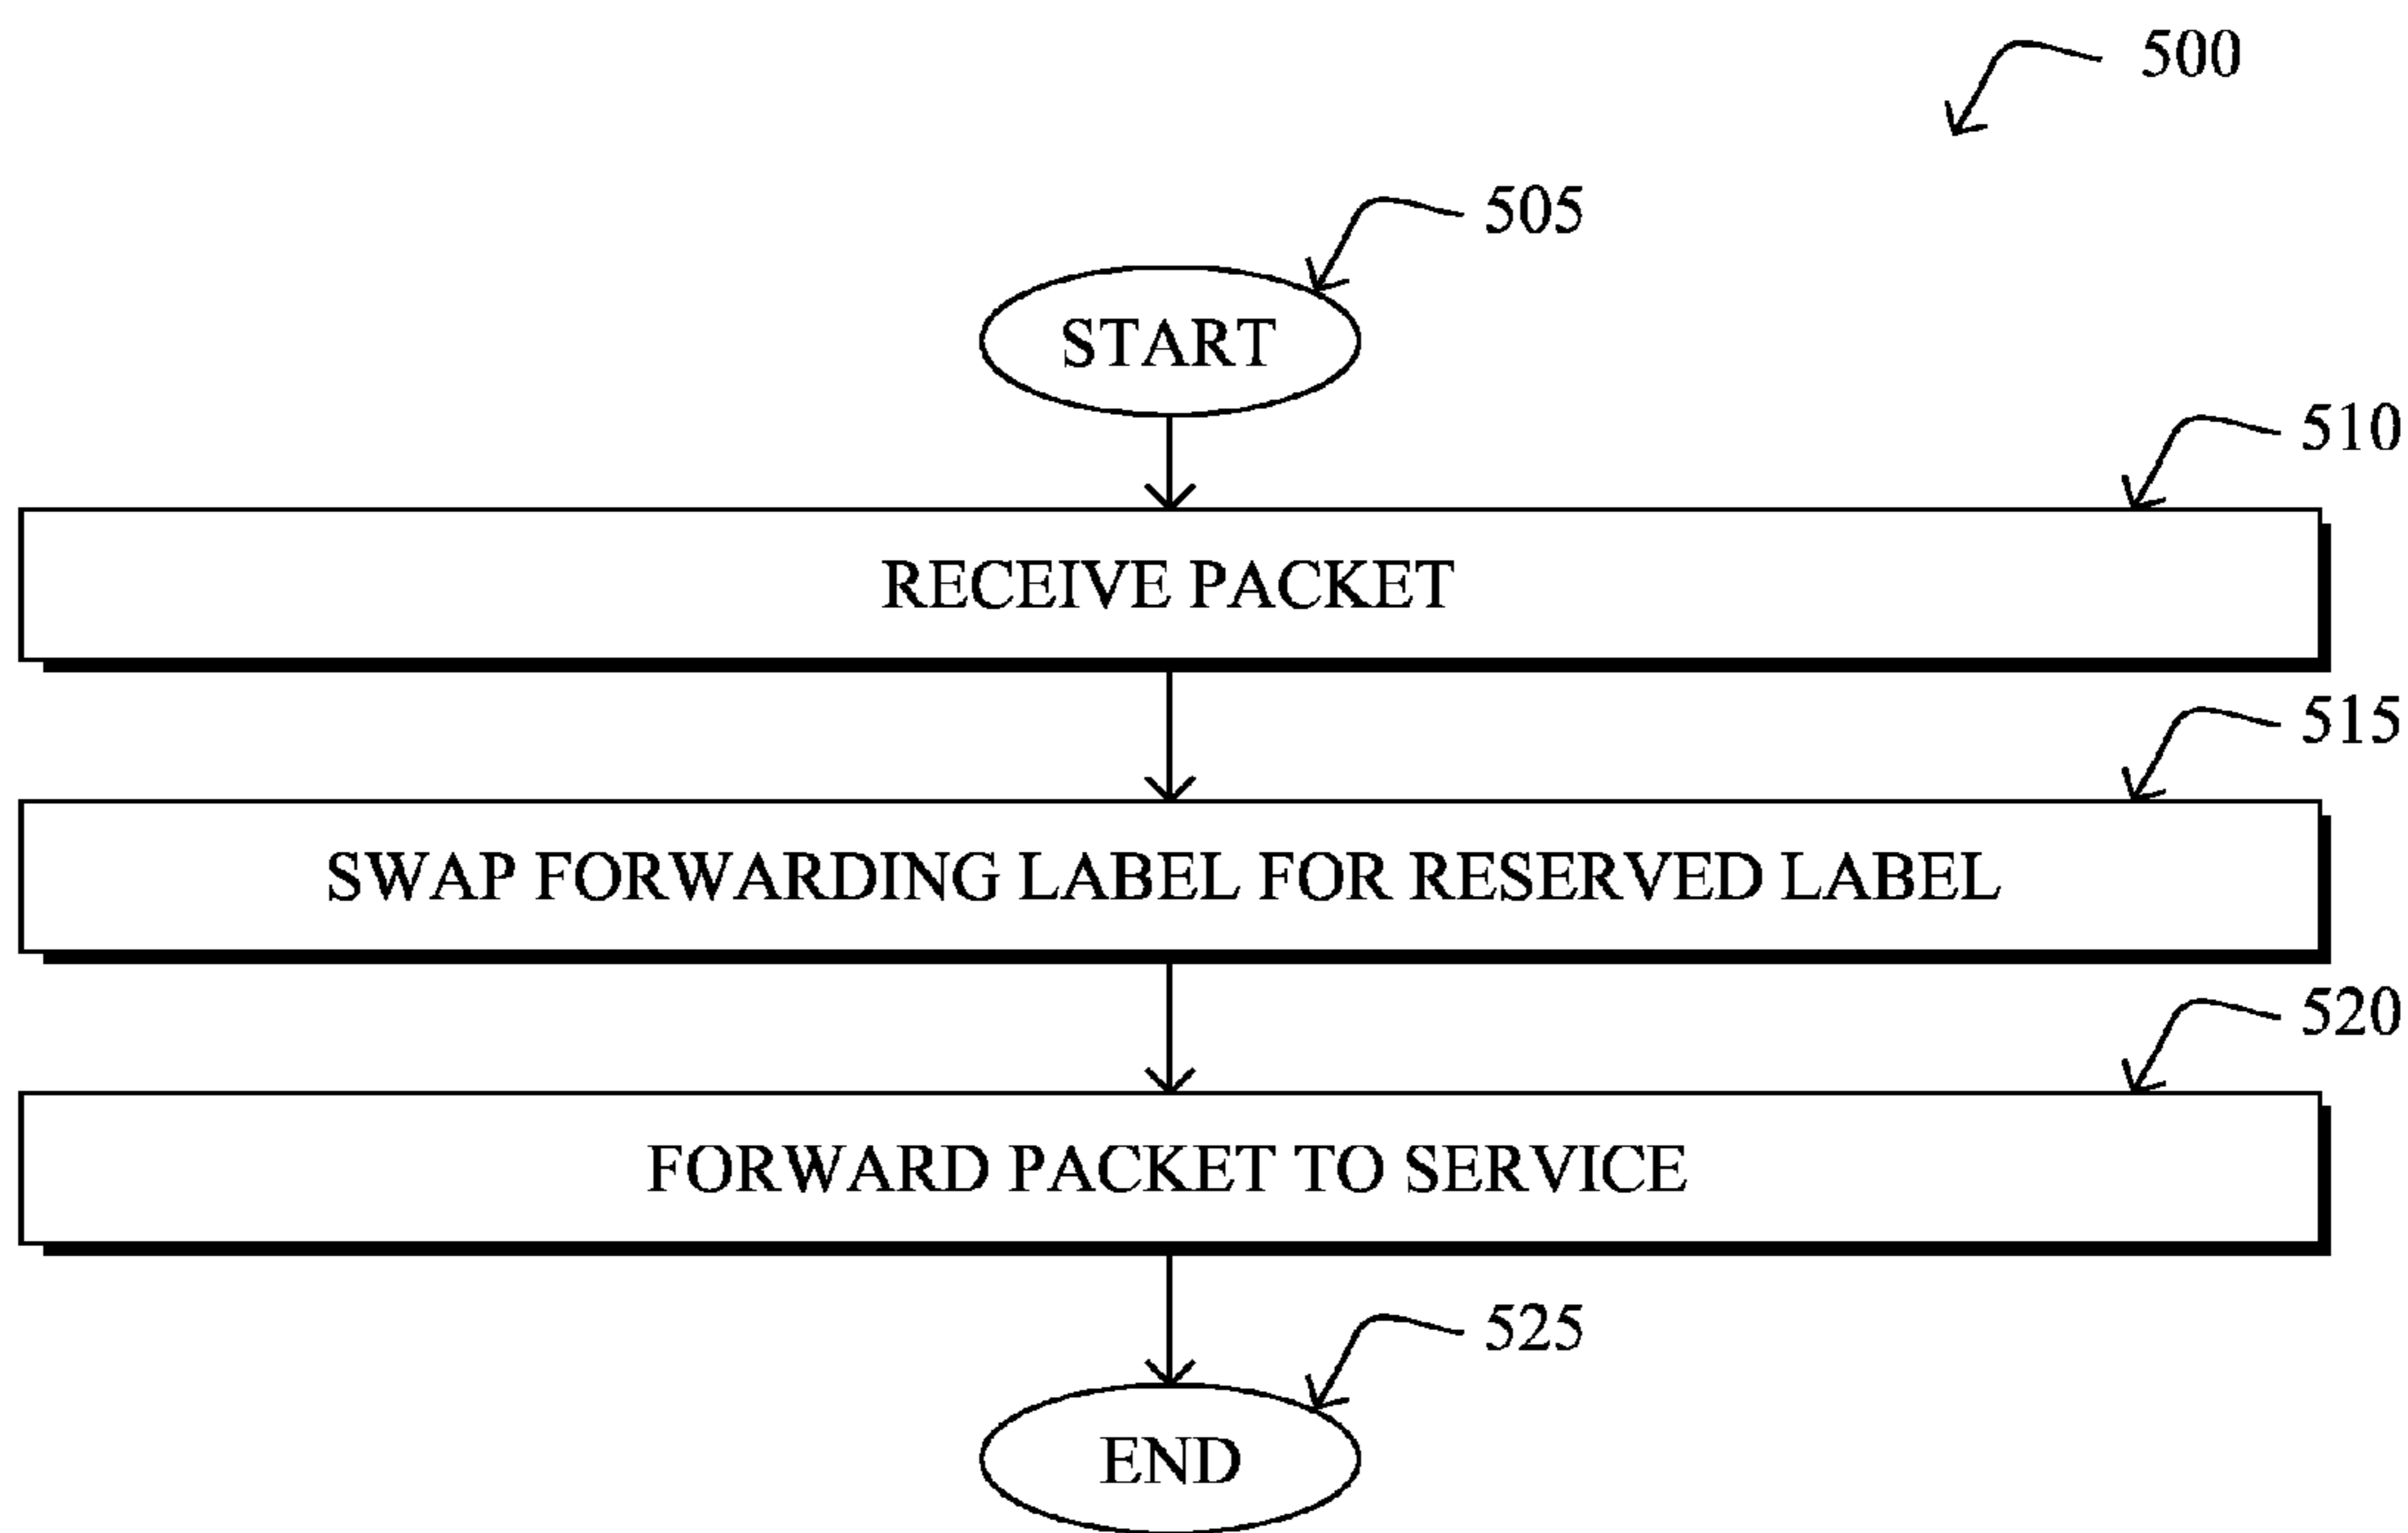 500
505
START
510
RECEIVE PACKET
515
SWAP FORWARDING LABEL FOR RESERVED LABEL
520
FORWARD PACKET TO SERVICE
525
END